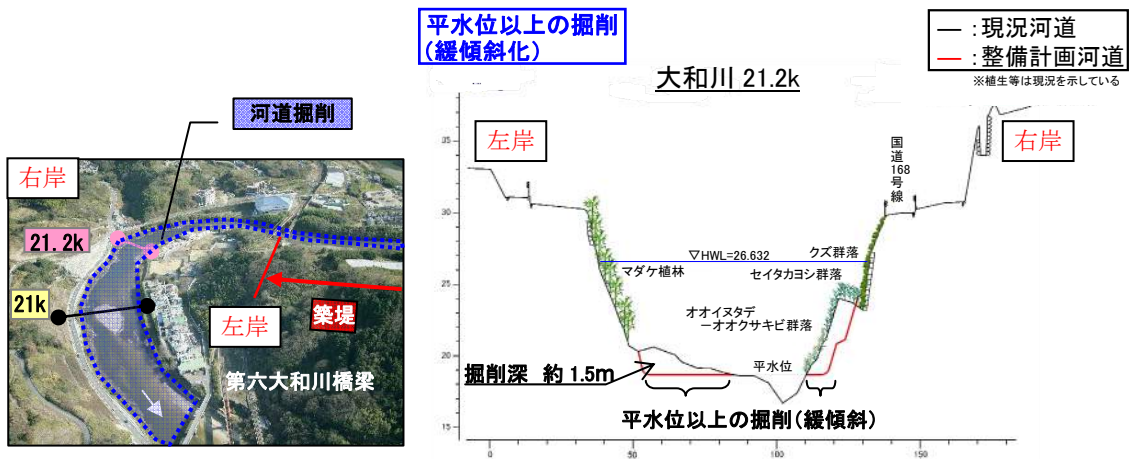 平水位以上の掘削
(緩傾斜化)
:現況河道
:整備計画河道
※植生等は現況を示している
大和川 21.2k
河道掘削
右岸
21.2k
21k
左岸
築堤
第六大和川橋梁
左岸
右岸
国道168号線
▽HWL=26.632
クズ群落
マダケ植林
セイタカヨシ群落
オオイヌタデ
ーオオクサキビ群落
平水位
掘削深 約1.5m
平水位以上の掘削(緩傾斜)
35
30
25
20
15
0
50
100
150